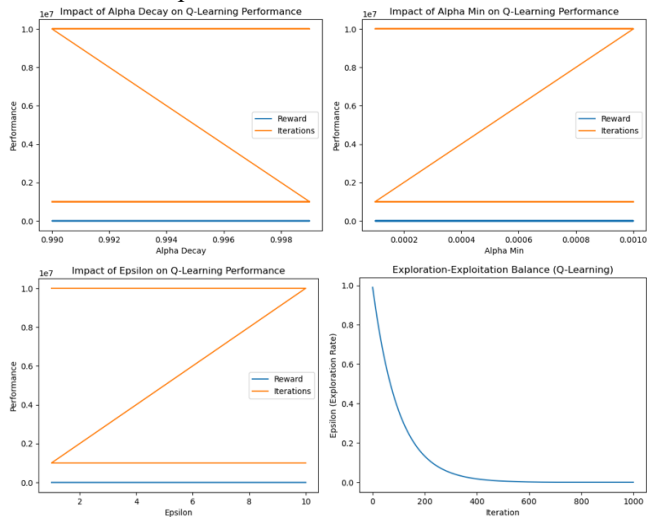 Impact of Alpha Decay on Q-Learning Performance
1e7
1.0
0.8
0.6
0.4
0.2
0.0
Performance
Reward
Iterations
0.990 0.992 0.994 0.996 0.998
Alpha Decay
Impact of Alpha Min on Q-Learning Performance
1e7
1.0
0.8
0.6
0.4
0.2
0.0
Performance
Reward
Iterations
0.0002 0.0004 0.0006 0.0008 0.0010
Alpha Min
Impact of Epsilon on Q-Learning Performance
1e7
1.0
0.8
0.6
0.4
0.2
0.0
Performance
Reward
Iterations
2 4 6 8 10
Epsilon
Exploration-Exploitation Balance (Q-Learning)
1.0
0.8
0.6
0.4
0.2
0.0
Epsilon (Exploration Rate)
0 200 400 600 800 1000
Iteration